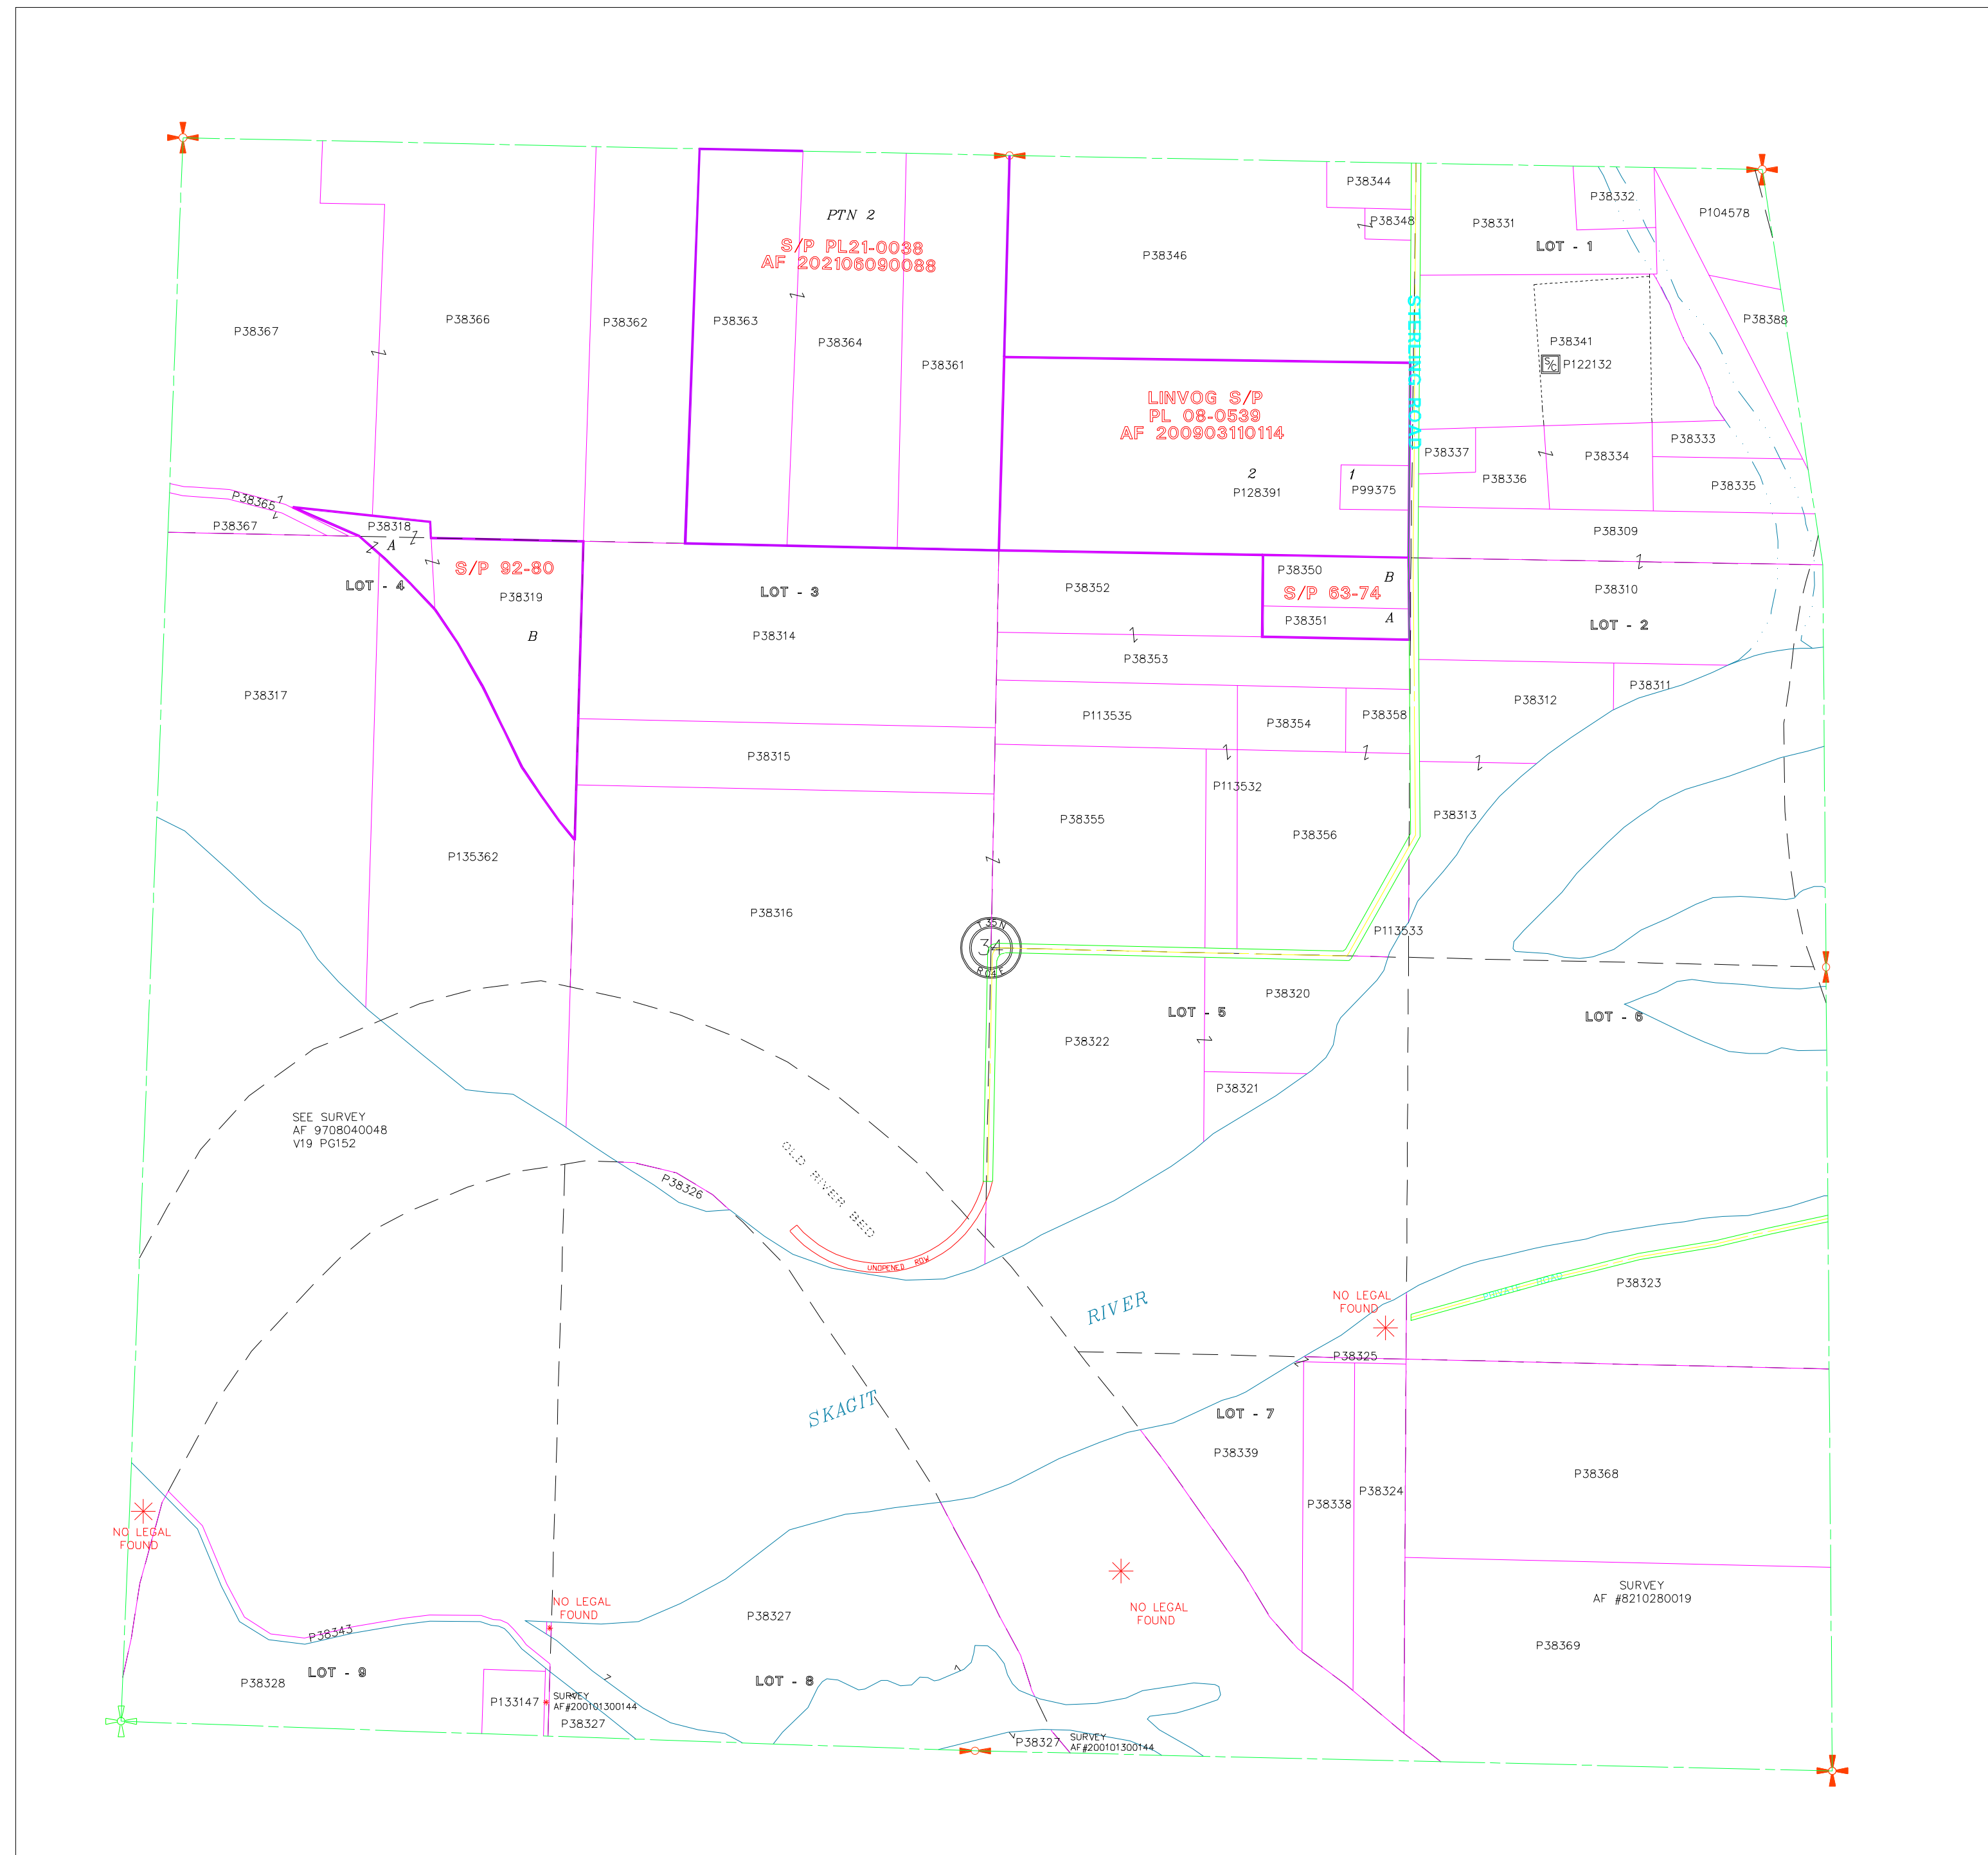 P38344
P38332
P104578
PTN 2
P38348
P38331
S/P PL21-0038
AF 202106090088
LOT - 1
P38346
P38367
P38366
P38362
P38363
P38364
P38361
STERLING ROAD
P38388
P38341
S/C P122132
LINVOG S/P
PL 08-0539
AF 200903110114
2
P128391
1
P99375
P38337
P38336
P38334
P38333
P38335
P38309
P38365
P38367
P38318
A
S/P 92-80
LOT - 4
P38319
B
LOT - 3
P38314
P38352
P38350
B
S/P 63-74
P38351
A
P38310
LOT - 2
P38353
P38317
P113535
P38354
P38358
P38312
P38311
P38315
P113532
P38355
P38356
P38313
P135362
P38316
T 35 N
34
R 04 E
P113533
P38320
LOT - 5
P38322
LOT - 6
P38321
SEE SURVEY
AF 9708040048
V19 PG152
OLD RIVER BED
P38326
UNOPENED ROW
RIVER
NO LEGAL
FOUND
PRIVATE ROAD
P38323
P38325
SKAGIT
LOT - 7
P38339
P38338
P38324
P38368
NO LEGAL
FOUND
SURVEY
AF #8210280019
NO LEGAL
FOUND
P38327
NO LEGAL
FOUND
P38343
P38369
LOT - 9
P38328
LOT - 8
P133147
SURVEY
AF#200101300144
P38327
P38327
SURVEY
AF#200101300144